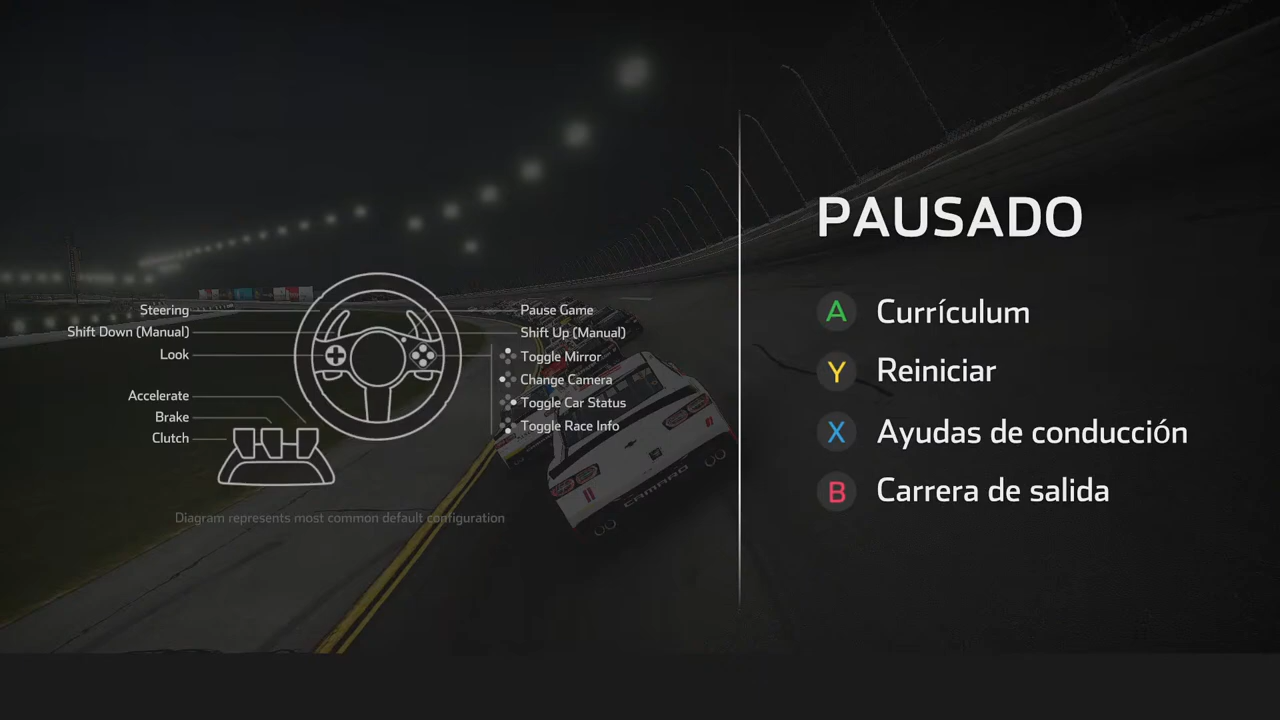 Steering
Shift Down (Manual)
Look
Accelerate
Brake
Clutch
Pause Game
Shift Up (Manual)
Toggle Mirror
Change Camera
Toggle Car Status
Toggle Race Info
Diagram represents most common default configuration
CAMARO
PAUSADO
A Currículum
Y Reiniciar
X Ayudas de conducción
B Carrera de salida